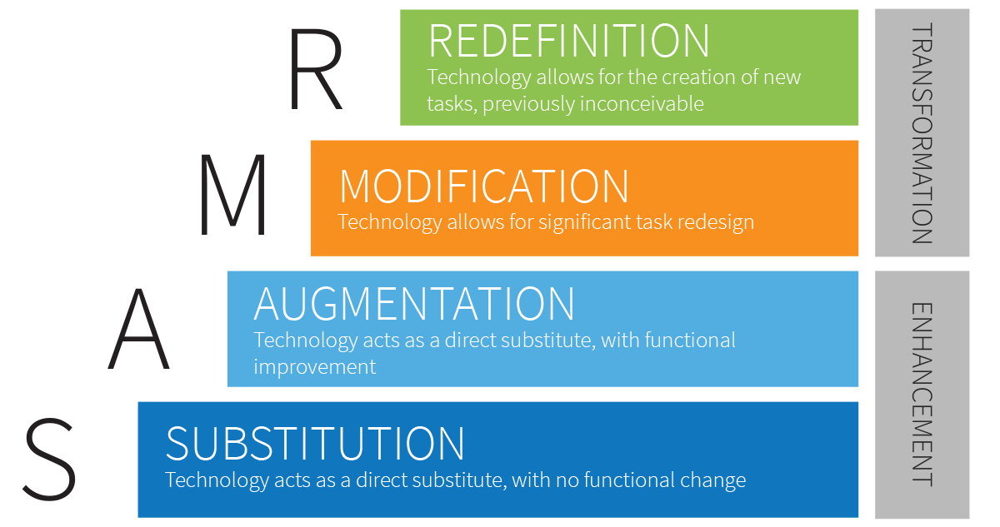 R
REDEFINITION
Technology allows for the creation of new
tasks, previously inconceivable
TRANSFORMATION
M
MODIFICATION
Technology allows for significant task redesign
A
AUGMENTATION
Technology acts as a direct substitute, with functional
improvement
ENHANCEMENT
S
SUBSTITUTION
Technology acts as a direct substitute, with no functional change